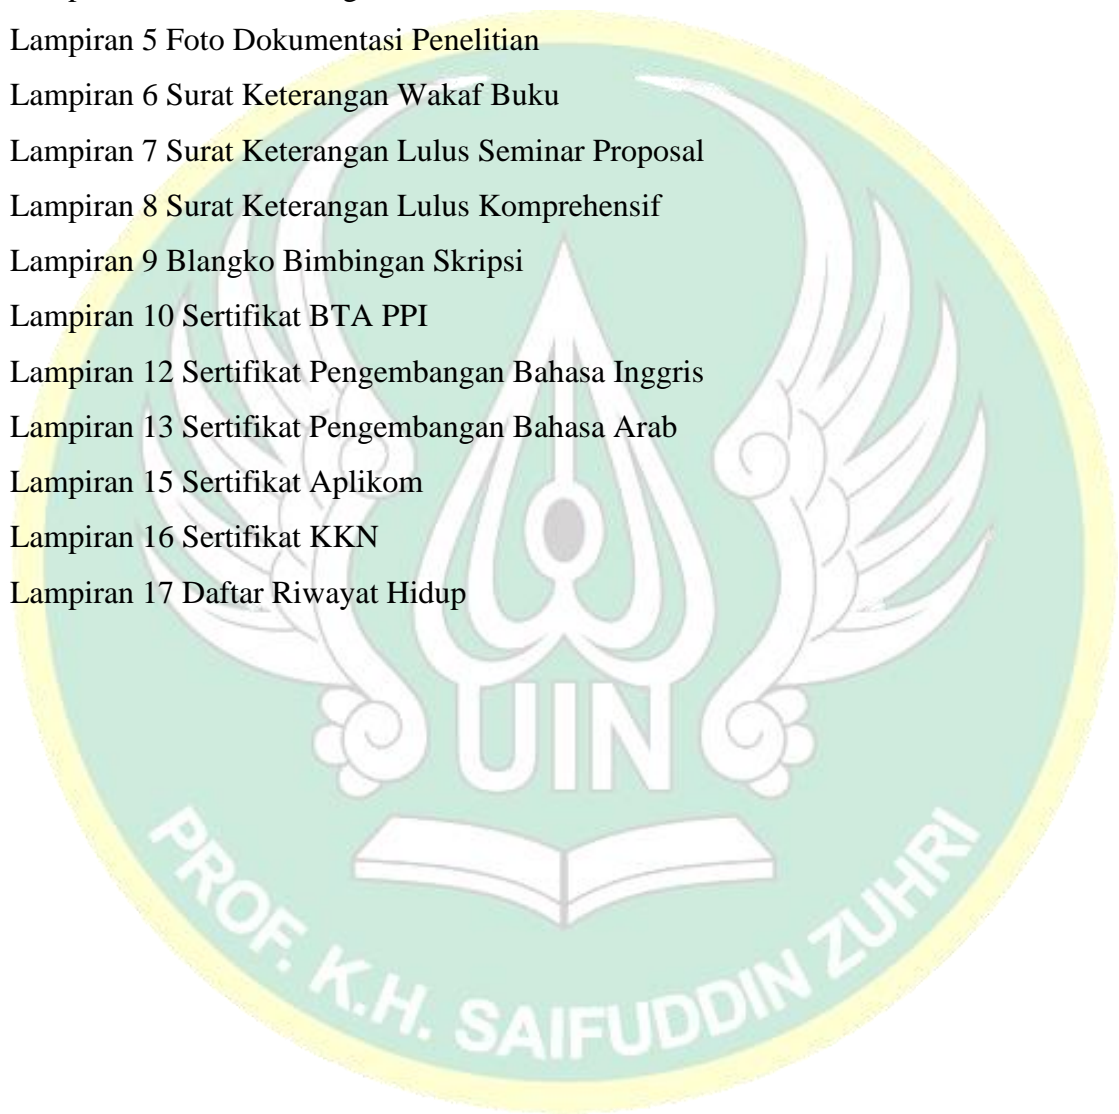 Lampiran 5 Foto Dokumentasi Penelitian
Lampiran 6 Surat Keterangan Wakaf Buku
Lampiran 7 Surat Keterangan Lulus Seminar Proposal
Lampiran 8 Surat Keterangan Lulus Komprehensif
Lampiran 9 Blangko Bimbingan Skripsi
Lampiran 10 Sertifikat BTA PPI
Lampiran 12 Sertifikat Pengembangan Bahasa Inggris
Lampiran 13 Sertifikat Pengembangan Bahasa Arab
Lampiran 15 Sertifikat Aplikom
Lampiran 16 Sertifikat KKN
Lampiran 17 Daftar Riwayat Hidup
UIN
PROF. K.H. SAIFUDDIN ZUHRI